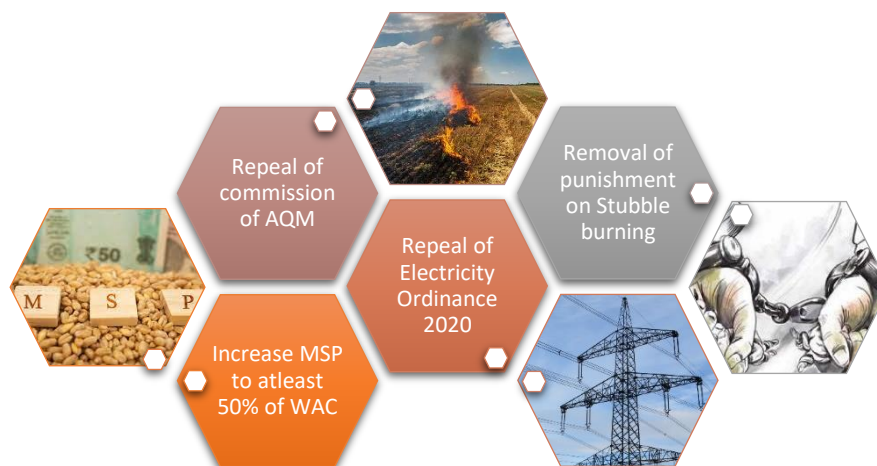 Repeal of
commission
of AQM
Removal of
punishment
on Stubble
burning
₹50
M S P
Repeal of
Electricity
Ordinance
2020
Increase MSP
to atleast
50% of WAC